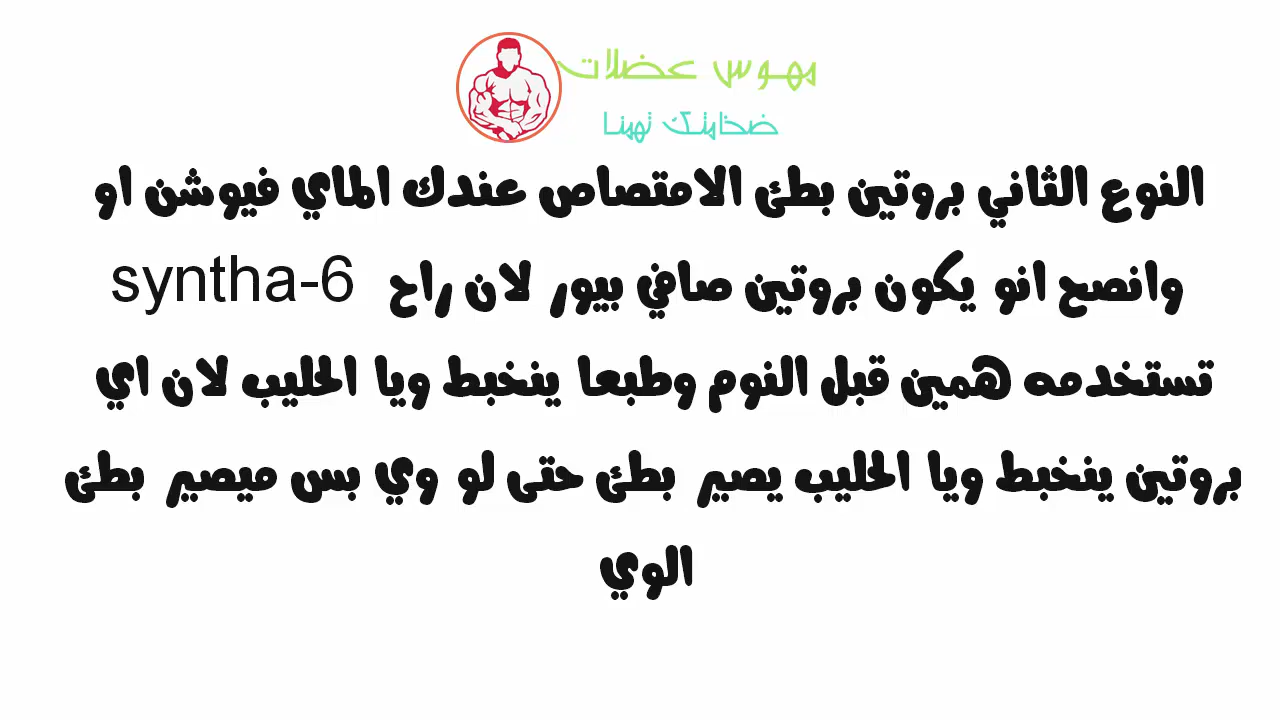 مهووس عضلات
ضخامتك تهمنا
النوع الثاني بروتين بطئ الامتصاص عندك الماي فيوشن او
syntha-6 وانصح انو يكون بروتين صافي بيور لان راح
تستخدمه همين قبل النوم وطبعا ينخبط ويا الحليب لان اي
بروتين ينخبط ويا الحليب يصير بطئ حتى لو وي بس ميصير بطئ
الوي